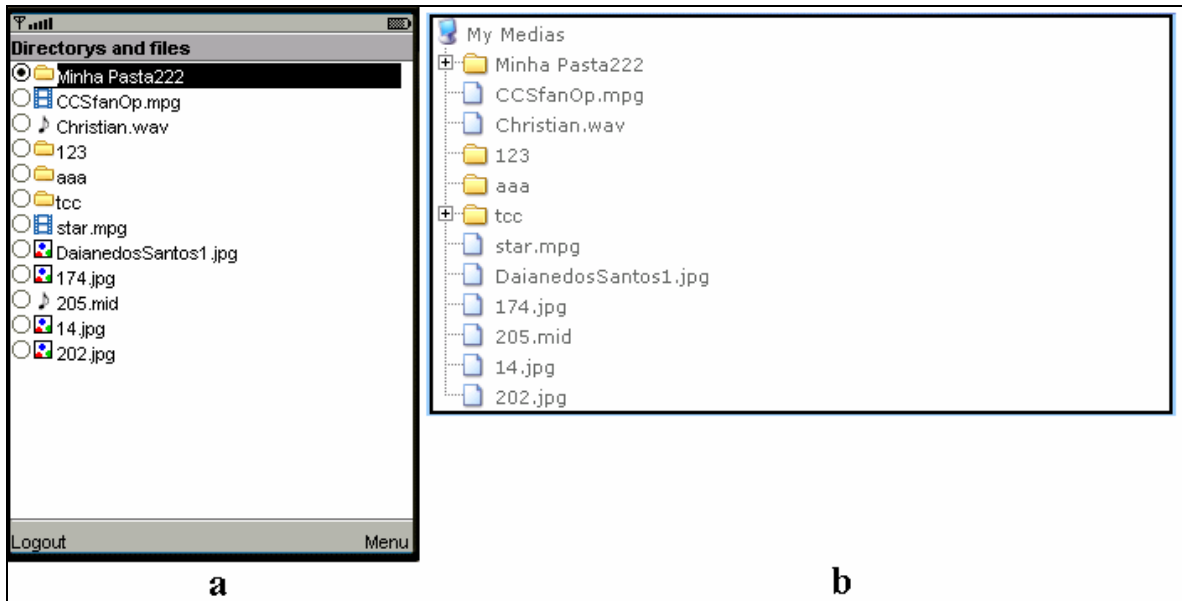 Directorys and files
Minha Pasta222
CCSfanOp.mpg
Christian.wav
123
aaa
tcc
star.mpg
DaianedosSantos1.jpg
174.jpg
205.mid
14.jpg
202.jpg
Logout Menu
a
My Medias
Minha Pasta222
CCSfanOp.mpg
Christian.wav
123
aaa
tcc
star.mpg
DaianedosSantos1.jpg
174.jpg
205.mid
14.jpg
202.jpg
b